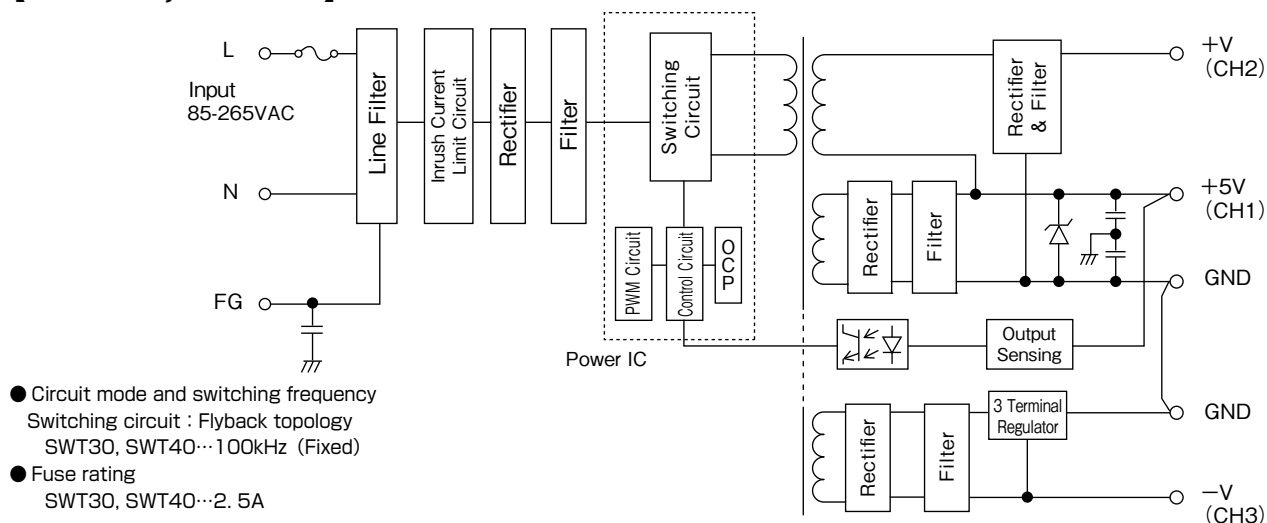 L
Input
85-265VAC
N
FG
Line Filter
Inrush Current
Limit Circuit
Rectifier
Filter
Switching
Circuit
PWM Circuit
Control Circuit
OCP
Power IC
Rectifier
& Filter
+V
(CH2)
Rectifier
Filter
+5V
(CH1)
GND
Output
Sensing
Rectifier
Filter
3 Terminal
Regulator
GND
−V
(CH3)
● Circuit mode and switching frequency
Switching circuit : Flyback topology
SWT30, SWT40…100kHz (Fixed)
● Fuse rating
SWT30, SWT40…2. 5A